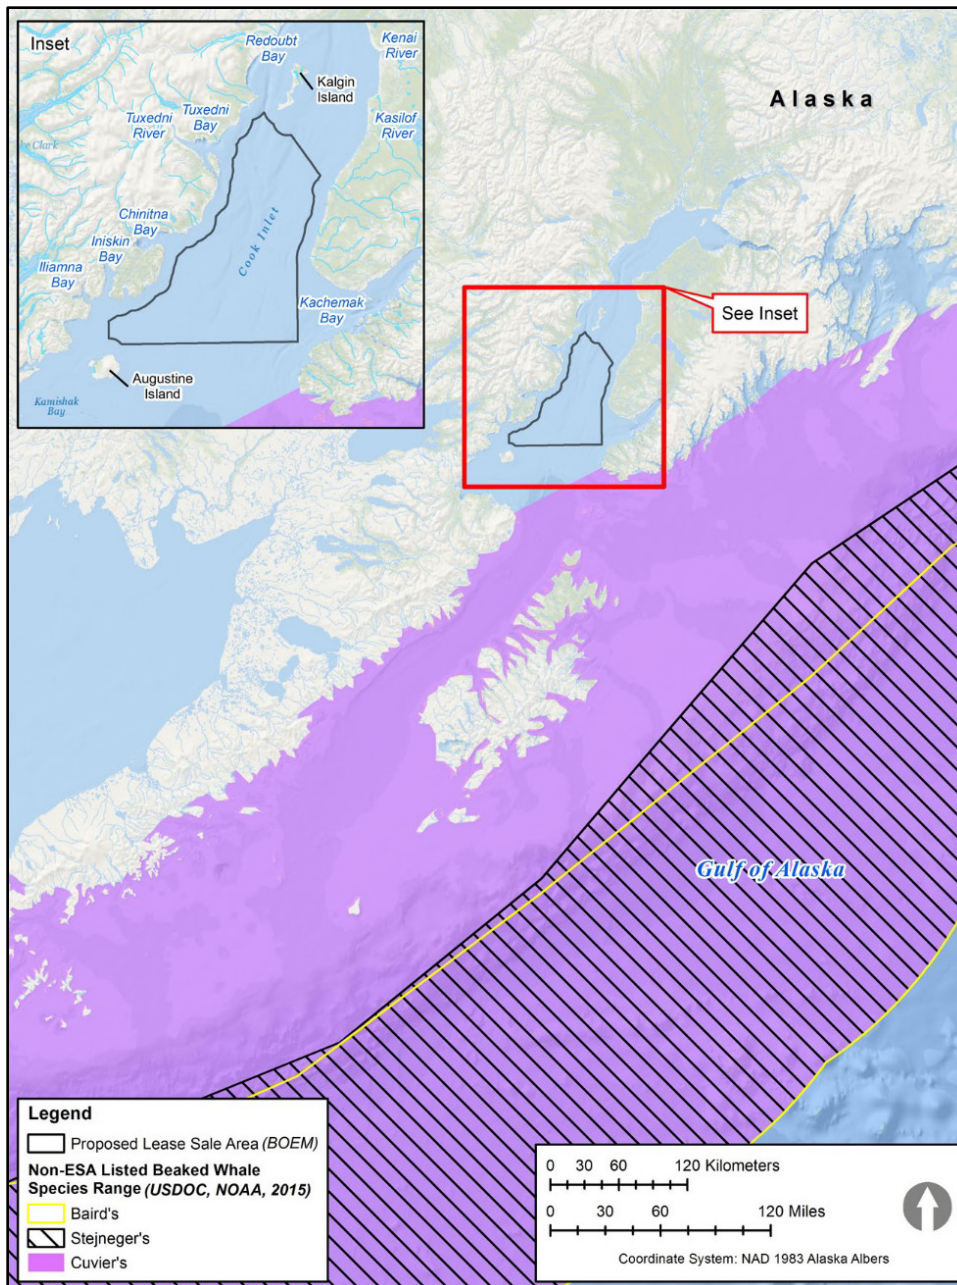 Inset
Redoubt
Bay
Kenai
River
Kalgin
Island
Tuxedni
Bay
Tuxedni
River
Kasilof
River
Chinitna
Bay
Iniskin
Bay
Iliamna
Bay
Cook Inlet
Kachemak
Bay
Augustine
Island
Kamishak
Bay
Alaska
See Inset
Gulf of Alaska
Legend
Proposed Lease Sale Area (BOEM)
Non-ESA Listed Beaked Whale
Species Range (USDOC, NOAA, 2015)
Baird's
Stejneger's
Cuvier's
0 30 60 120 Kilometers
0 30 60 120 Miles
Coordinate System: NAD 1983 Alaska Albers